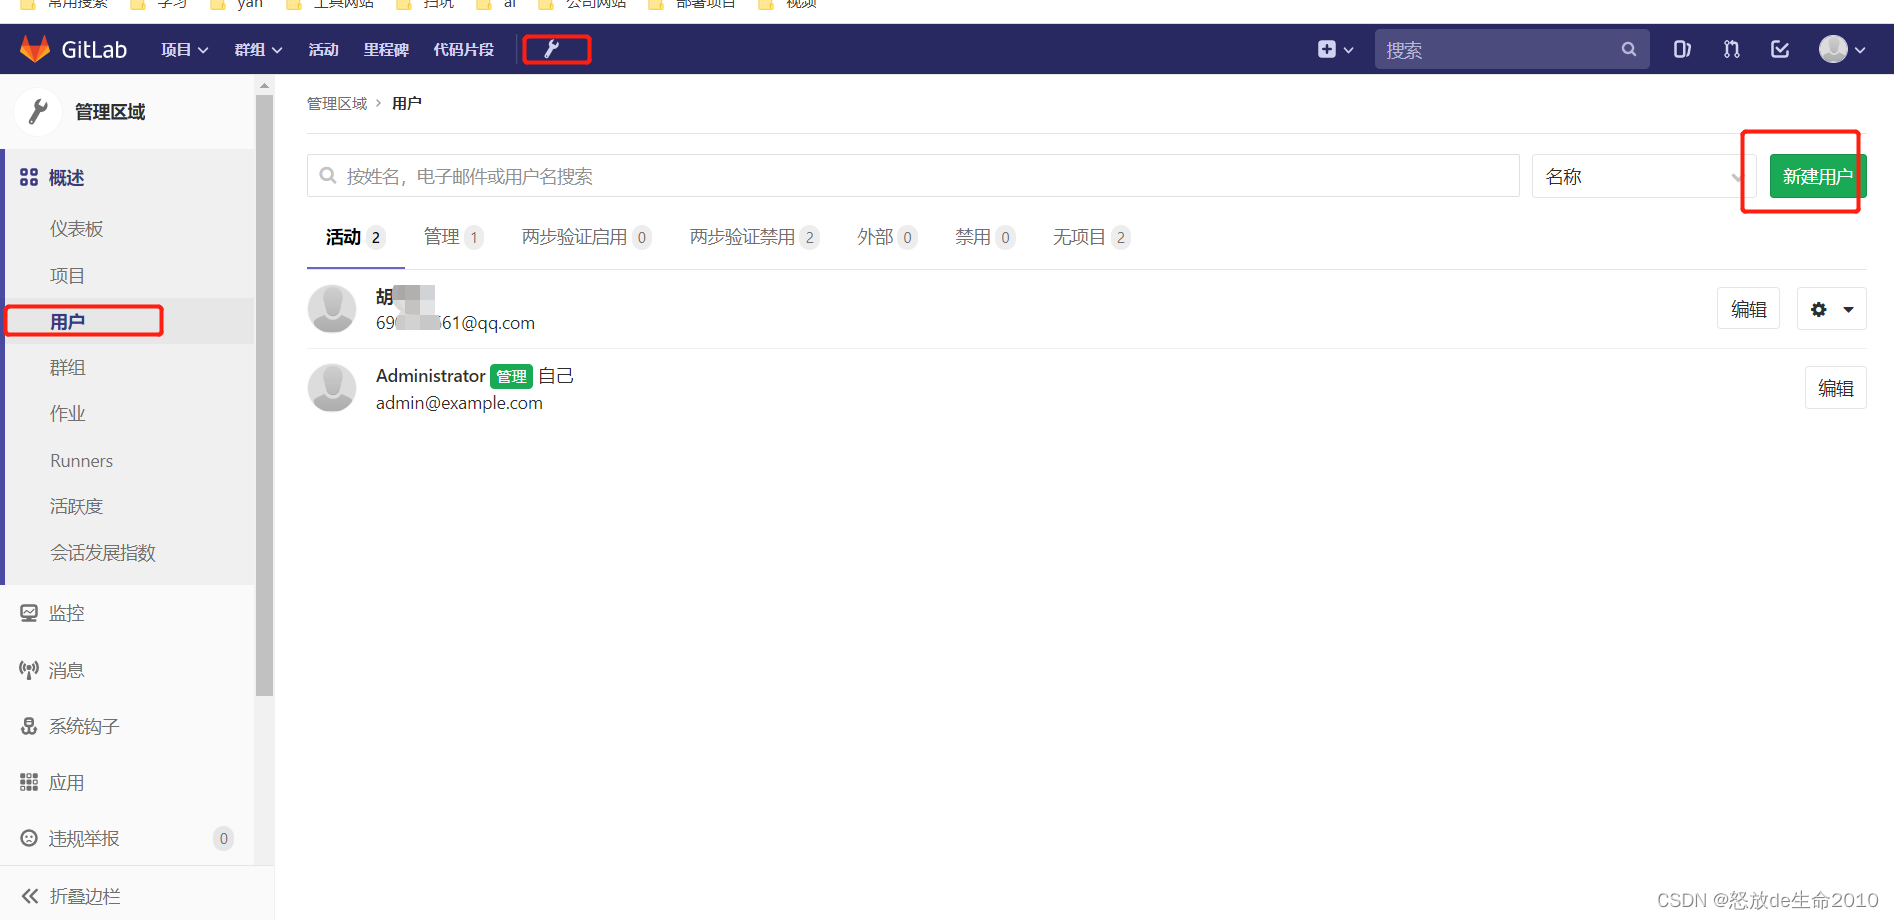 常用搜索 学习 yan 工具网站 扫坑 ai 公司网站 部署项目 视频
GitLab 项目 群组 活动 里程碑 代码片段 搜索
管理区域
概述
仪表板
项目
用户
群组
作业
Runners
活跃度
会话发展指数
监控
消息
系统钩子
应用
违规举报 0
折叠边栏
管理区域 › 用户
按姓名，电子邮件或用户名搜索 名称 新建用户
活动 2 管理 1 两步验证启用 0 两步验证禁用 2 外部 0 禁用 0 无项目 2
胡
69 561@qq.com
编辑
Administrator 管理 自己
admin@example.com
编辑
CSDN @怒放de生命2010